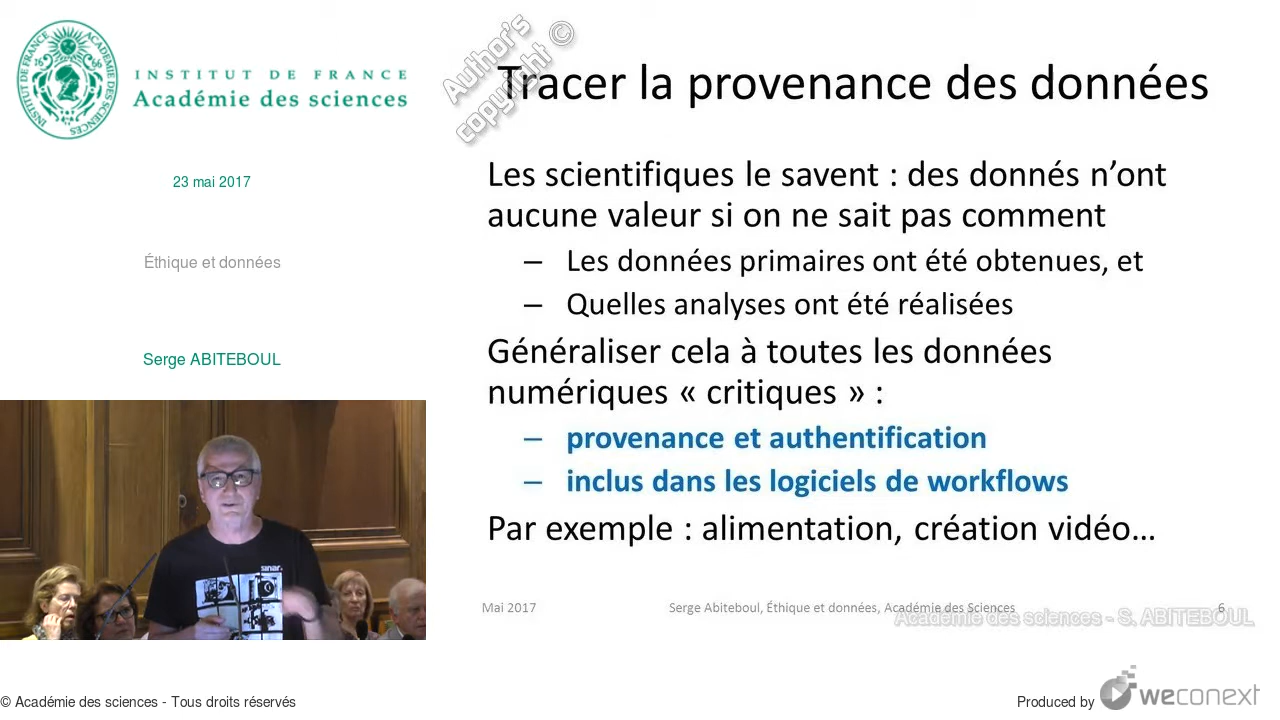 INSTITUT DE FRANCE
Académie des sciences
23 mai 2017
Éthique et données
Serge ABITEBOUL
Author's
copyright ©
Tracer la provenance des données
Les scientifiques le savent : des donnés n’ont
aucune valeur si on ne sait pas comment
– Les données primaires ont été obtenues, et
– Quelles analyses ont été réalisées
Généraliser cela à toutes les données
numériques « critiques » :
– provenance et authentification
– inclus dans les logiciels de workflows
Par exemple : alimentation, création vidéo…
Mai 2017
Serge Abiteboul, Éthique et données, Académie des Sciences
6
Académie des sciences - S. ABITEBOUL
sinar
© Académie des sciences - Tous droits réservés
Produced by weconext